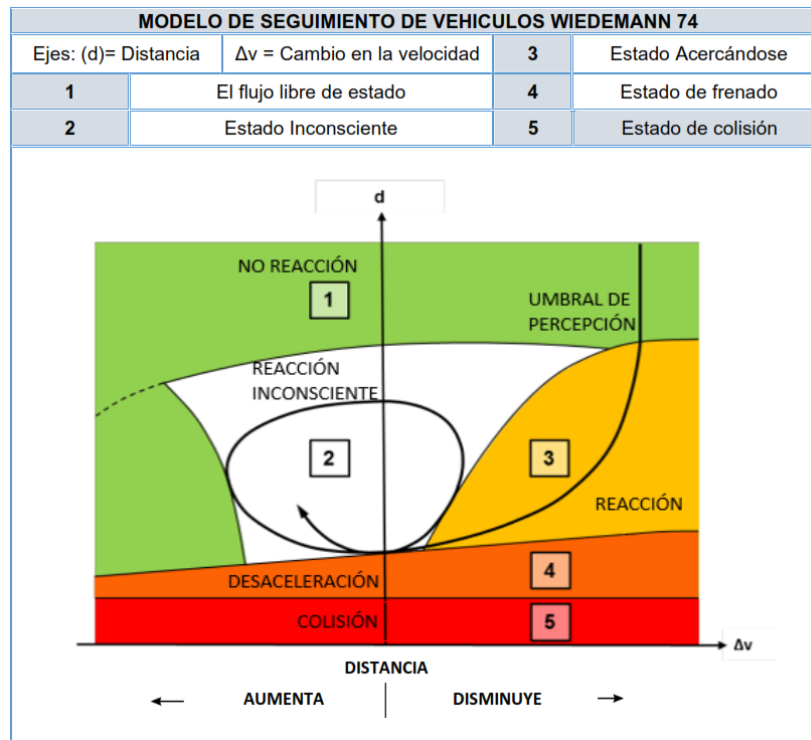 MODELO DE SEGUIMIENTO DE VEHICULOS WIEDEMANN 74
Ejes: (d)= Distancia Δv = Cambio en la velocidad 3 Estado Acercándose
1 El flujo libre de estado 4 Estado de frenado
2 Estado Inconsciente 5 Estado de colisión
d
NO REACCIÓN
1
UMBRAL DE
PERCEPCIÓN
REACCIÓN
INCONSCIENTE
2
3
REACCIÓN
4
DESACELERACIÓN
COLISIÓN
5
Δv
DISTANCIA
AUMENTA
DISMINUYE